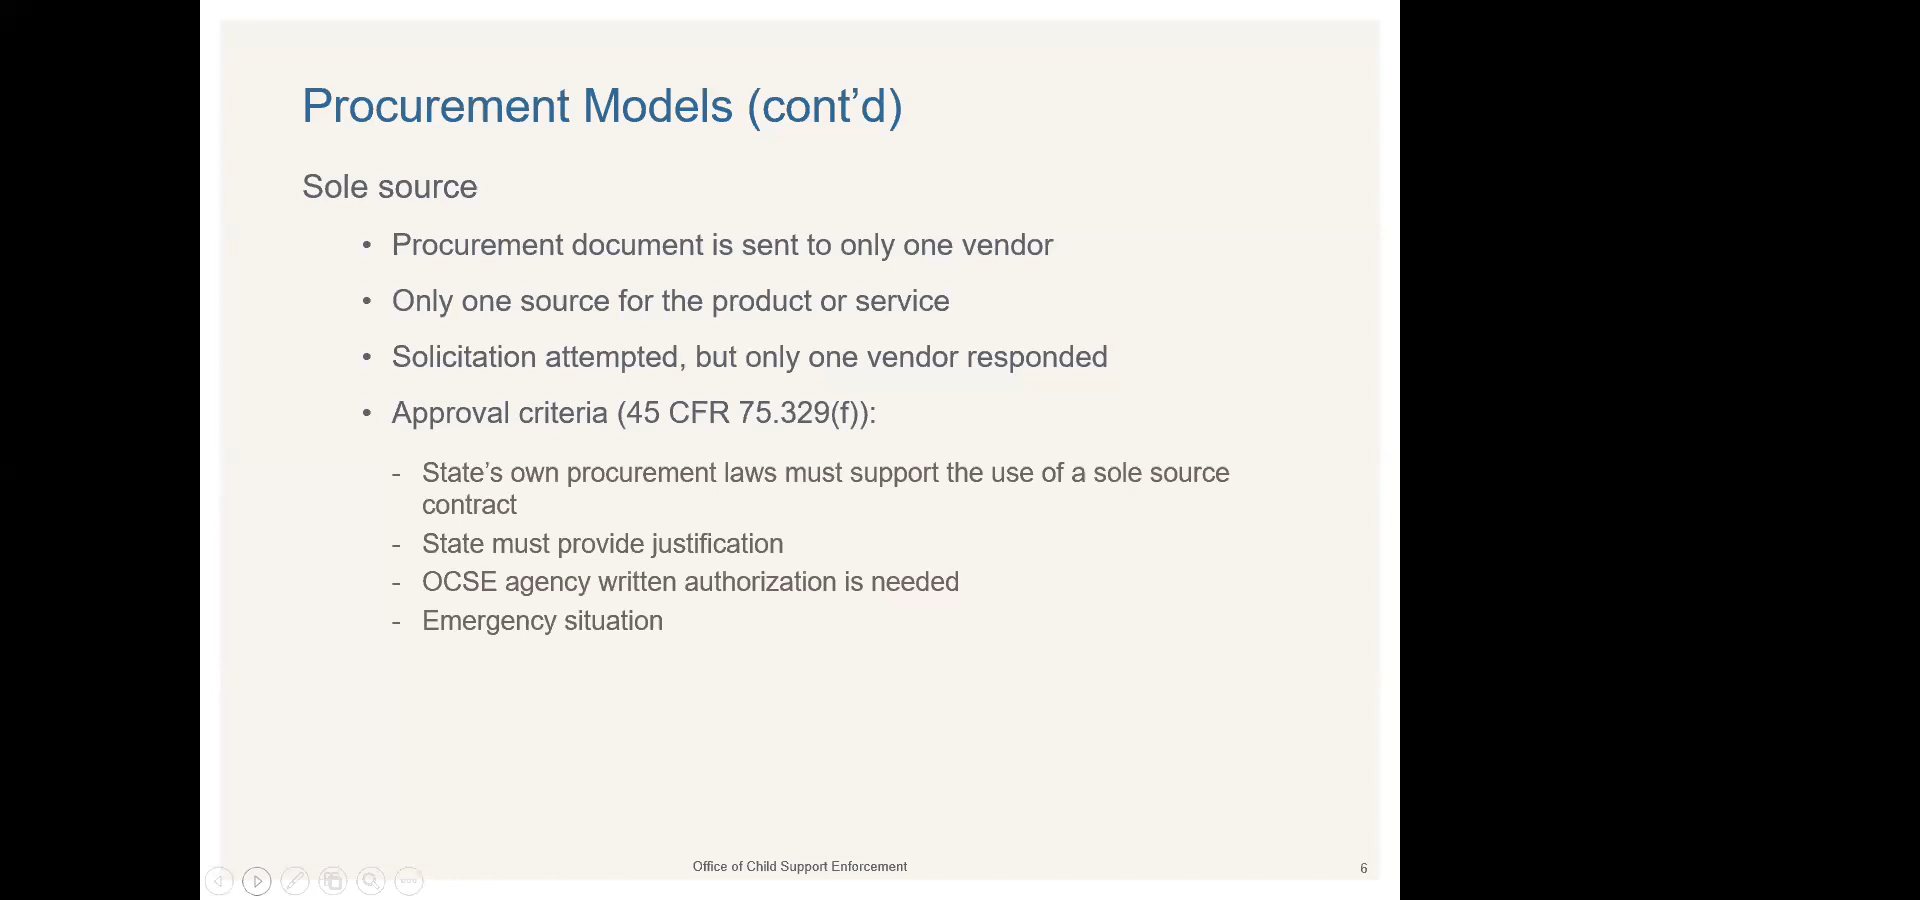 Procurement Models (cont’d)
Sole source
• Procurement document is sent to only one vendor
• Only one source for the product or service
• Solicitation attempted, but only one vendor responded
• Approval criteria (45 CFR 75.329(f)):
- State’s own procurement laws must support the use of a sole source
contract
- State must provide justification
- OCSE agency written authorization is needed
- Emergency situation
Office of Child Support Enforcement
6